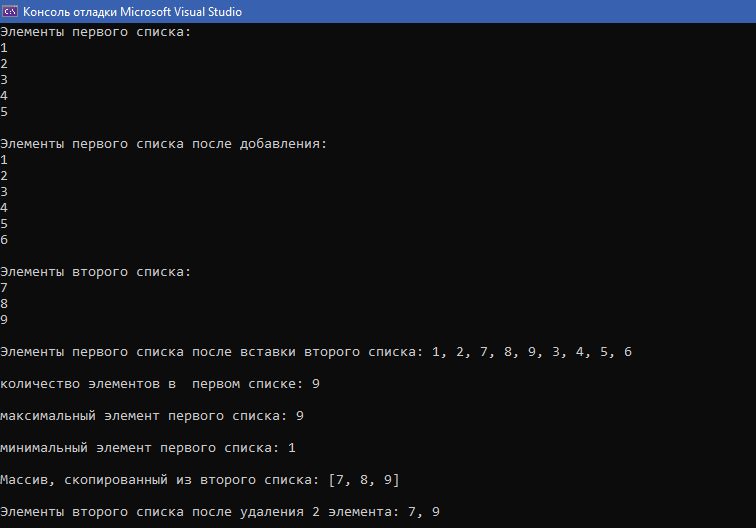 Консоль отладки Microsoft Visual Studio
Элементы первого списка:
1
2
3
4
5
Элементы первого списка после добавления:
1
2
3
4
5
6
Элементы второго списка:
7
8
9
Элементы первого списка после вставки второго списка: 1, 2, 7, 8, 9, 3, 4, 5, 6
количество элементов в  первом списке: 9
максимальный элемент первого списка: 9
минимальный элемент первого списка: 1
Массив, скопированный из второго списка: [7, 8, 9]
Элементы второго списка после удаления 2 элемента: 7, 9